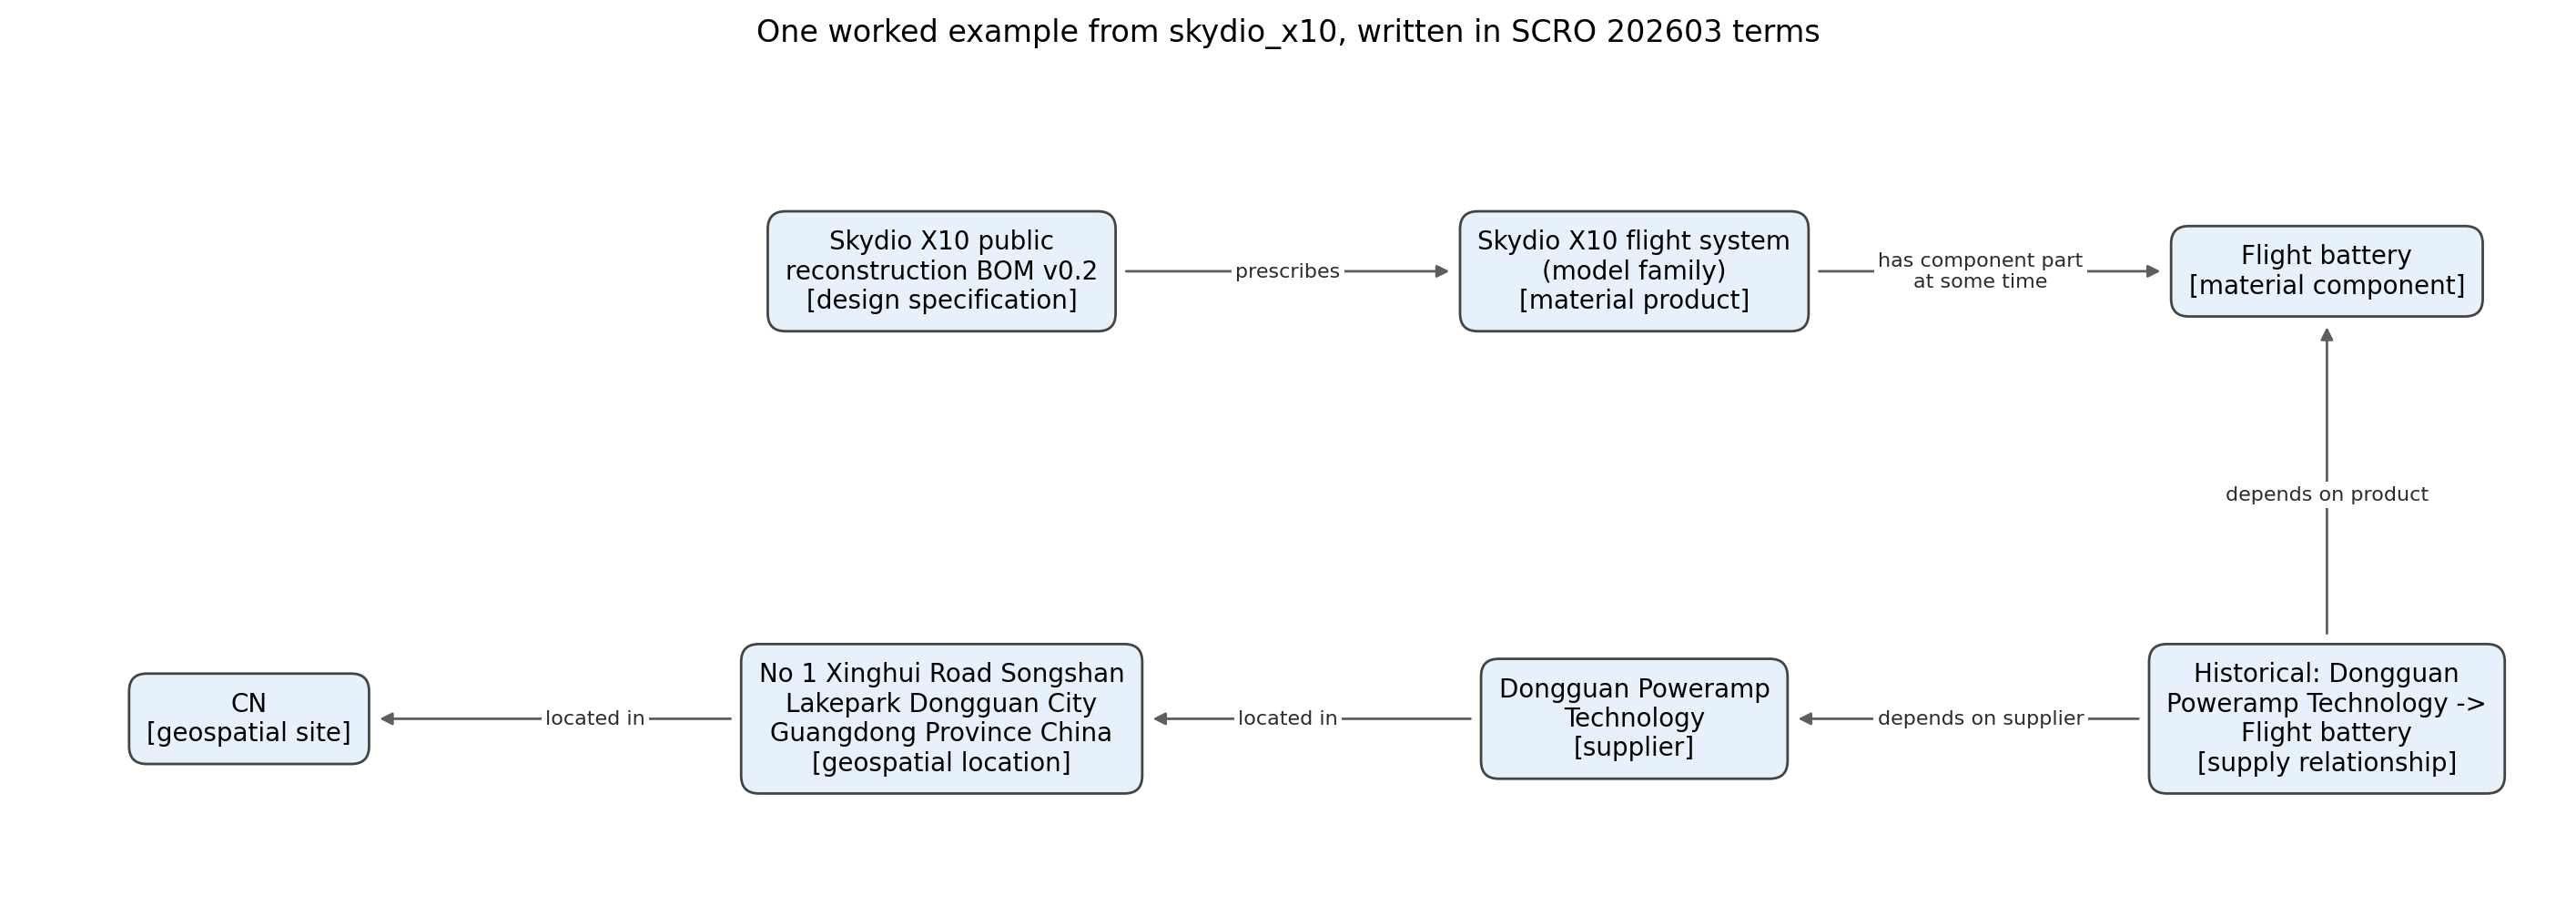 One worked example from skydio_x10, written in SCRO 202603 terms
Skydio X10 public
reconstruction BOM v0.2
[design specification]
prescribes
Skydio X10 flight system
(model family)
[material product]
has component part
at some time
Flight battery
[material component]
depends on product
CN
[geospatial site]
located in
No 1 Xinghui Road Songshan
Lakepark Dongguan City
Guangdong Province China
[geospatial location]
located in
Dongguan Poweramp
Technology
[supplier]
depends on supplier
Historical: Dongguan
Poweramp Technology ->
Flight battery
[supply relationship]